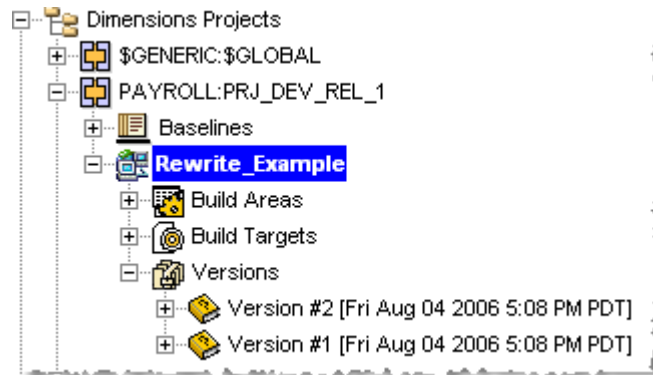 Dimensions Projects
$GENERIC:$GLOBAL
PAYROLL:PRJ_DEV_REL_1
Baselines
Rewrite_Example
Build Areas
Build Targets
Versions
Version #2 [Fri Aug 04 2006 5:08 PM PDT]
Version #1 [Fri Aug 04 2006 5:08 PM PDT]